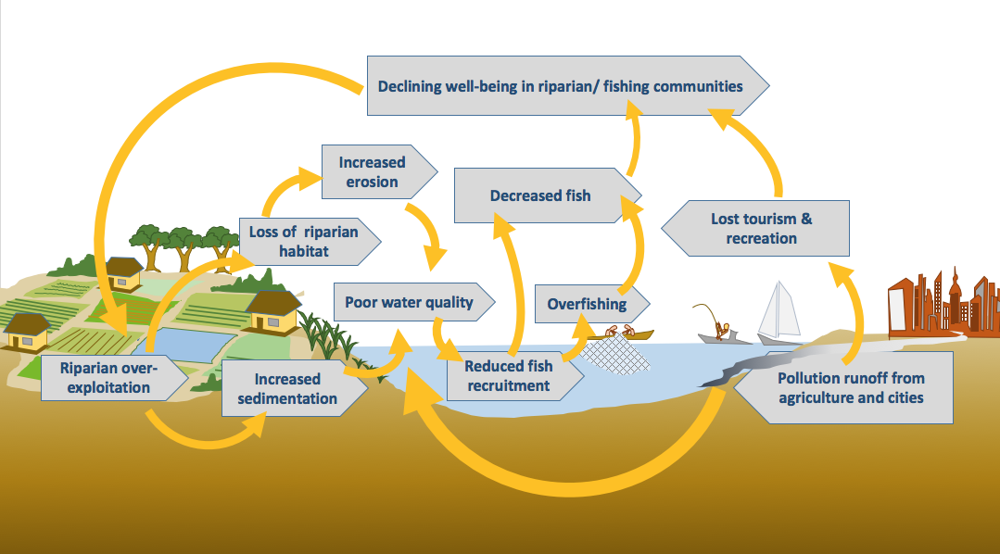 Declining well-being in riparian/ fishing communities
Increased
erosion
Decreased fish
Lost tourism &
recreation
Loss of riparian
habitat
Poor water quality
Overfishing
Riparian over-
exploitation
Increased
sedimentation
Reduced fish
recruitment
Pollution runoff from
agriculture and cities